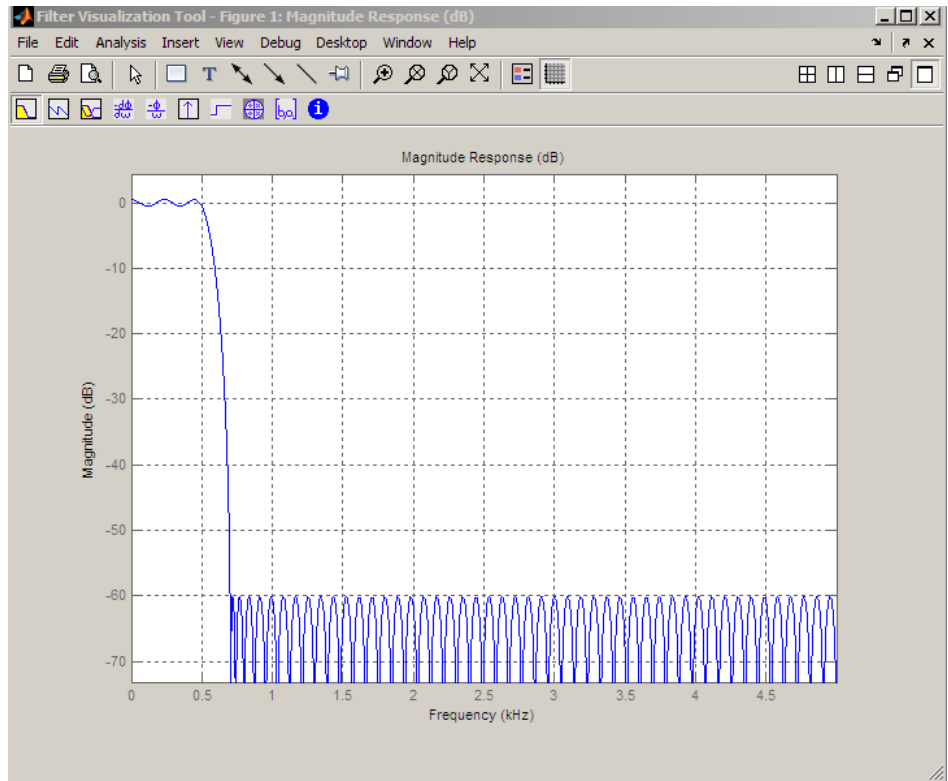 Filter Visualization Tool - Figure 1: Magnitude Response (dB)
File Edit Analysis Insert View Debug Desktop Window Help
T
Magnitude Response (dB)
0
-10
-20
-30
-40
-50
-60
-70
Magnitude (dB)
0 0.5 1 1.5 2 2.5 3 3.5 4 4.5
Frequency (kHz)